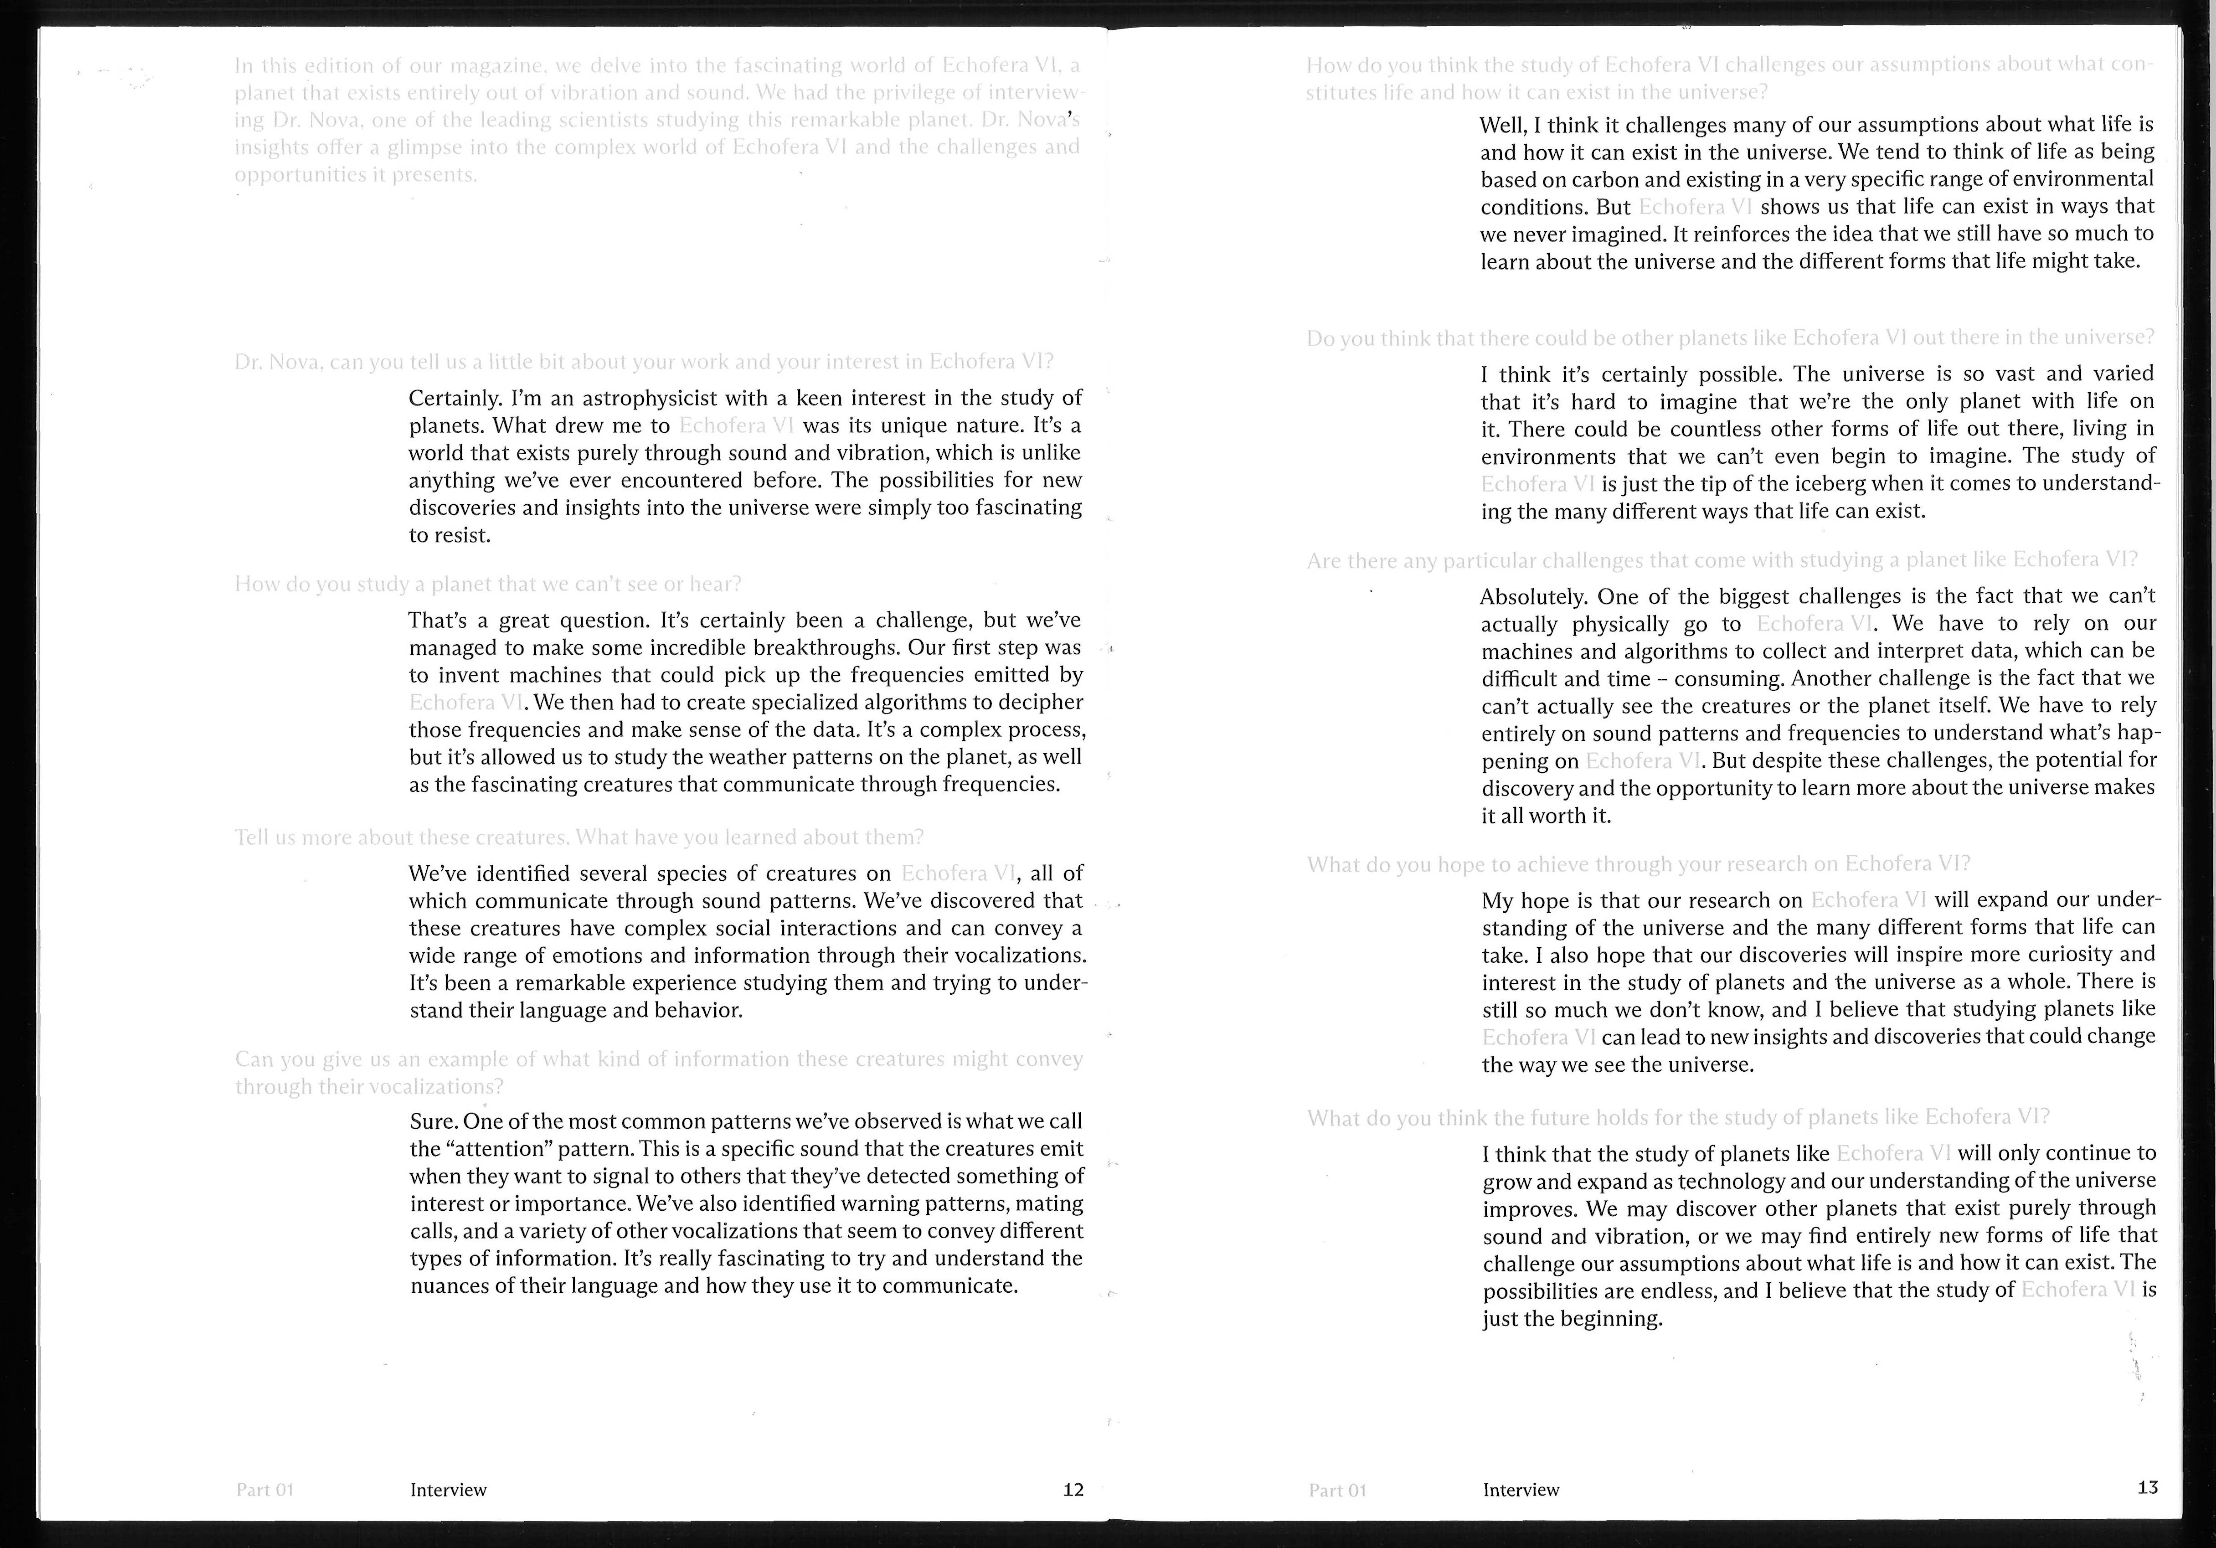 In this edition of our magazine, we delve into the fascinating world of Echofera VI, a
planet that exists entirely out of vibration and sound. We had the privilege of interview-
ing Dr. Nova, one of the leading scientists studying this remarkable planet. Dr. Nova's
insights offer a glimpse into the complex world of Echofera VI and the challenges and
opportunities it presents.
Dr. Nova, can you tell us a little bit about your work and your interest in Echofera VI?
Certainly. I'm an astrophysicist with a keen interest in the study of
planets. What drew me to Echofera VI was its unique nature. It's a
world that exists purely through sound and vibration, which is unlike
anything we've ever encountered before. The possibilities for new
discoveries and insights into the universe were simply too fascinating
to resist.
How do you study a planet that we can't see or hear?
That's a great question. It's certainly been a challenge, but we've
managed to make some incredible breakthroughs. Our first step was
to invent machines that could pick up the frequencies emitted by
Echofera VI. We then had to create specialized algorithms to decipher
those frequencies and make sense of the data. It's a complex process,
but it's allowed us to study the weather patterns on the planet, as well
as the fascinating creatures that communicate through frequencies.
Tell us more about these creatures. What have you learned about them?
We've identified several species of creatures on Echofera VI, all of
which communicate through sound patterns. We've discovered that
these creatures have complex social interactions and can convey a
wide range of emotions and information through their vocalizations.
It's been a remarkable experience studying them and trying to under-
stand their language and behavior.
Can you give us an example of what kind of information these creatures might convey
through their vocalizations?
Sure. One of the most common patterns we've observed is what we call
the “attention” pattern. This is a specific sound that the creatures emit
when they want to signal to others that they've detected something of
interest or importance. We've also identified warning patterns, mating
calls, and a variety of other vocalizations that seem to convey different
types of information. It's really fascinating to try and understand the
nuances of their language and how they use it to communicate.
Part 01 Interview 12
How do you think the study of Echofera VI challenges our assumptions about what con-
stitutes life and how it can exist in the universe?
Well, I think it challenges many of our assumptions about what life is
and how it can exist in the universe. We tend to think of life as being
based on carbon and existing in a very specific range of environmental
conditions. But Echofera VI shows us that life can exist in ways that
we never imagined. It reinforces the idea that we still have so much to
learn about the universe and the different forms that life might take.
Do you think that there could be other planets like Echofera VI out there in the universe?
I think it's certainly possible. The universe is so vast and varied
that it's hard to imagine that we're the only planet with life on
it. There could be countless other forms of life out there, living in
environments that we can't even begin to imagine. The study of
Echofera VI is just the tip of the iceberg when it comes to understand-
ing the many different ways that life can exist.
Are there any particular challenges that come with studying a planet like Echofera VI?
Absolutely. One of the biggest challenges is the fact that we can't
actually physically go to Echofera VI. We have to rely on our
machines and algorithms to collect and interpret data, which can be
difficult and time – consuming. Another challenge is the fact that we
can't actually see the creatures or the planet itself. We have to rely
entirely on sound patterns and frequencies to understand what's hap-
pening on Echofera VI. But despite these challenges, the potential for
discovery and the opportunity to learn more about the universe makes
it all worth it.
What do you hope to achieve through your research on Echofera VI?
My hope is that our research on Echofera VI will expand our under-
standing of the universe and the many different forms that life can
take. I also hope that our discoveries will inspire more curiosity and
interest in the study of planets and the universe as a whole. There is
still so much we don't know, and I believe that studying planets like
Echofera VI can lead to new insights and discoveries that could change
the way we see the universe.
What do you think the future holds for the study of planets like Echofera VI?
I think that the study of planets like Echofera VI will only continue to
grow and expand as technology and our understanding of the universe
improves. We may discover other planets that exist purely through
sound and vibration, or we may find entirely new forms of life that
challenge our assumptions about what life is and how it can exist. The
possibilities are endless, and I believe that the study of Echofera VI is
just the beginning.
Part 01 Interview 13